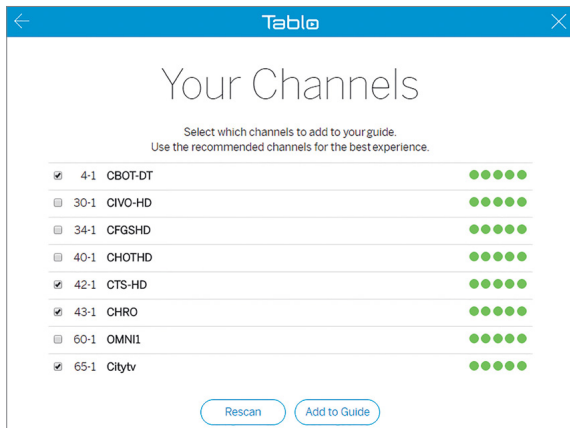 Tablo
Your Channels
Select which channels to add to your guide.
Use the recommended channels for the best experience.
4-1 CBOT-DT
30-1 CIVO-HD
34-1 CFGSHD
40-1 CHOTHD
42-1 CTS-HD
43-1 CHRO
60-1 OMNI1
65-1 Citytv
Rescan Add to Guide